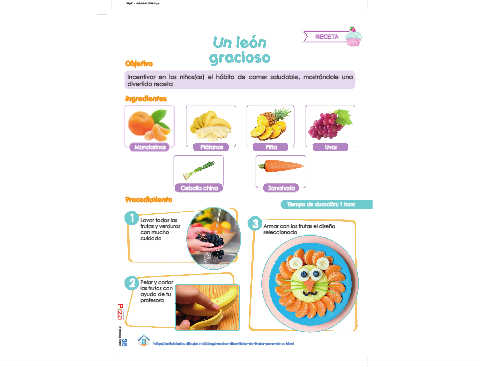 RECETA
Un león
gracioso
Objetivo
Incentivar en los niños(as) el hábito de comer saludable, mostrándole una
divertida receta
Ingredientes
Mandarinas
Plátanos
Piña
Uvas
Cebolla china
Zanahoria
Procedimiento
Tiempo de duración: 1 hora
1
Lavar todas las
frutas y verduras
con mucho
cuidado
2
Pelar y cortar
las frutas con
ayuda de tu
profesora
3
Armar con las frutas el diseño
seleccionado